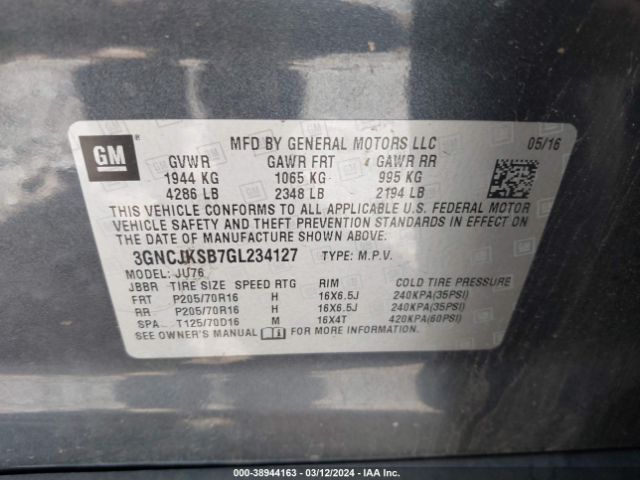 GM ®
MFD BY GENERAL MOTORS LLC 05/16
GVWR GAWR FRT GAWR RR
1944 KG 1065 KG 995 KG
4286 LB 2348 LB 2194 LB
THIS VEHICLE CONFORMS TO ALL APPLICABLE U.S. FEDERAL MOTOR
VEHICLE SAFETY AND THEFT PREVENTION STANDARDS IN EFFECT ON
THE DATE OF MANUFACTURE SHOWN ABOVE.
3GNCJKSB7GL234127 TYPE: M.P.V.
MODEL: JU76
JBBR TIRE SIZE SPEED RTG RIM COLD TIRE PRESSURE
FRT P205/70R16 H 16X6.5J 240KPA(35PSI)
RR P205/70R16 H 16X6.5J 240KPA(35PSI)
SPA T125/70D16 M 16X4T 420KPA(60PSI)
SEE OWNER'S MANUAL FOR MORE INFORMATION.
000-38944163 - 03/12/2024 - IAA